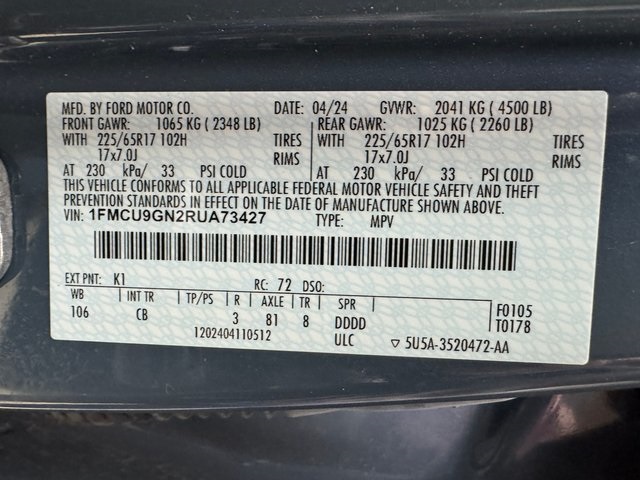 MFD. BY FORD MOTOR CO. DATE: 04/24 GVWR: 2041 KG ( 4500 LB)
FRONT GAWR: 1065 KG ( 2348 LB) REAR GAWR: 1025 KG ( 2260 LB)
WITH 225/65R17 102H TIRES WITH 225/65R17 102H TIRES
17x7.0J RIMS 17x7.0J RIMS
AT 230 kPa/ 33 PSI COLD AT 230 kPa/ 33 PSI COLD
THIS VEHICLE CONFORMS TO ALL APPLICABLE FEDERAL MOTOR VEHICLE SAFETY AND THEFT
PREVENTION STANDARDS IN EFFECT ON THE DATE OF MANUFACTURE SHOWN ABOVE.
VIN: 1FMCU9GN2RUA73427 TYPE: MPV
EXT PNT: K1 RC: 72 DSO:
WB INT TR TP/PS R AXLE TR SPR F0105
106 CB 3 81 8 DDDD T0178
1202404110512 ULC ▽ 5U5A-3520472-AA